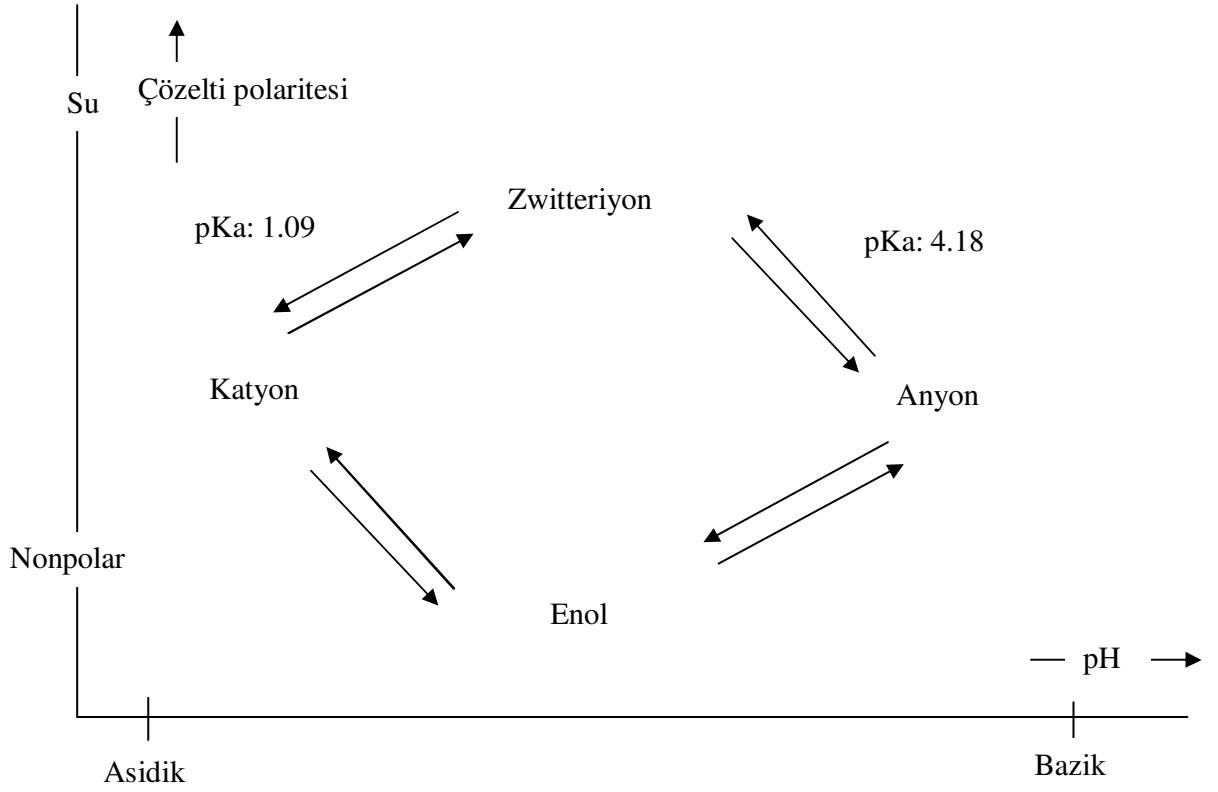 Su
Çözelti polaritesi
Zwitteriyon
pKa: 1.09
pKa: 4.18
Katyon
Anyon
Nonpolar
Enol
pH
Asidik
Bazik